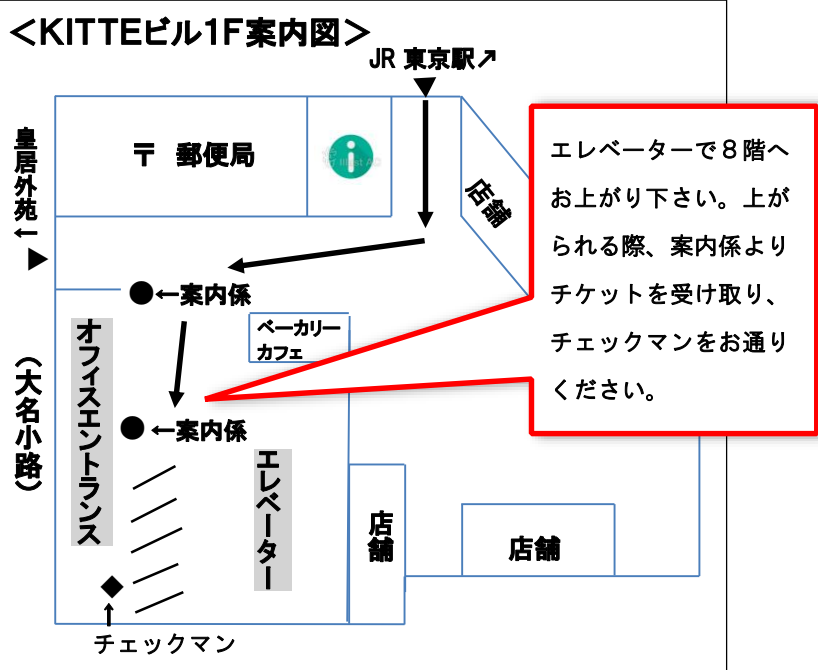 ＜KITTEビル1F案内図＞
JR 東京駅↗
皇居外苑←
〒 郵便局
i
店舗
エレベーターで８階へ
お上がり下さい。上が
られる際、案内係より
チケットを受け取り、
チェックマンをお通り
ください。
←案内係
ベーカリー
カフェ
オフィスエントランス
（大名小路）
←案内係
エレベーター
店舗
店舗
チェックマン